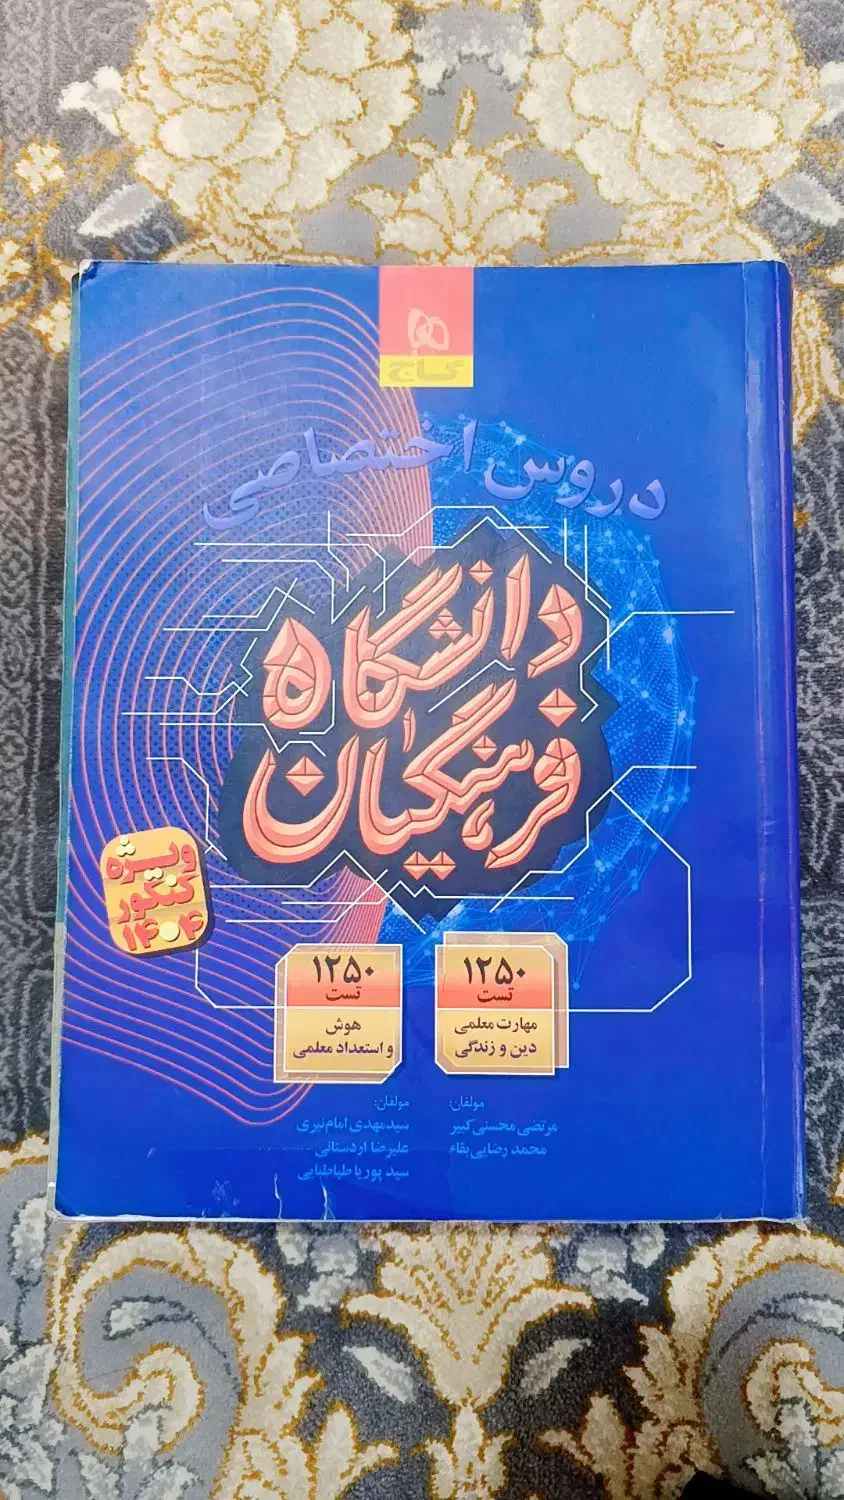 گاج
دروس اختصاصی
دانشگاه
فرهنگیان
ویژه
کنکور
۱۴۰۴
۱۲۵۰
تست
مهارت معلمی
دین و زندگی
۱۲۵۰
تست
هوش
و استعداد معلمی
مولفان:
مرتضی محسنی کبیر
محمد رضایی بقاء
مولفان:
سید مهدی امام نیری
علیرضا اردستانی
سید پوریا طباطبایی